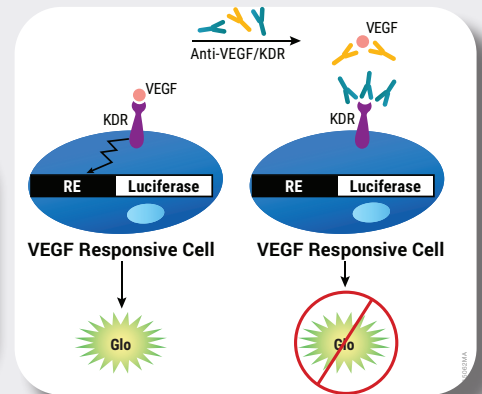 Anti-VEGF/KDR
VEGF
VEGF
KDR
KDR
RE Luciferase
RE Luciferase
VEGF Responsive Cell
VEGF Responsive Cell
Glo
Glo